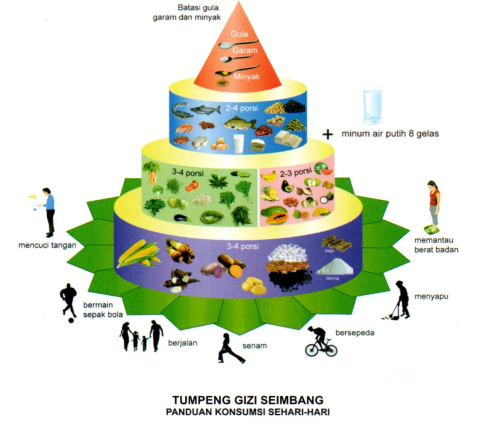 Batasi gula,
garam dan minyak
Gula
Garam
Minyak
2-4 porsi
+ minum air putih 8 gelas
3-4 porsi
2-3 porsi
3-4 porsi
sagu
tepung
mencuci tangan
memantau
berat badan
bermain
sepak bola
menyapu
berjalan
senam
bersepeda
TUMPENG GIZI SEIMBANG
PANDUAN KONSUMSI SEHARI-HARI